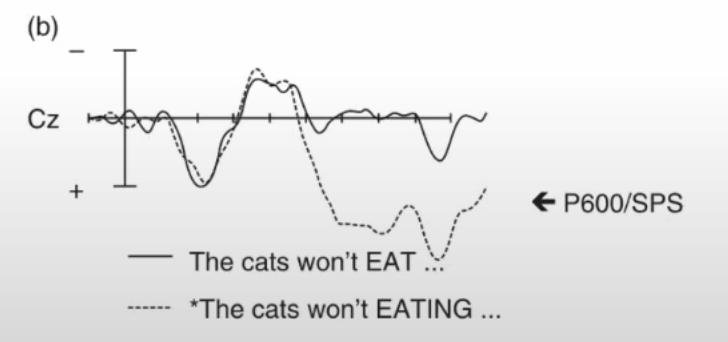 (b)
−
Cz
+
← P600/SPS
The cats won't EAT ...
*The cats won't EATING ...